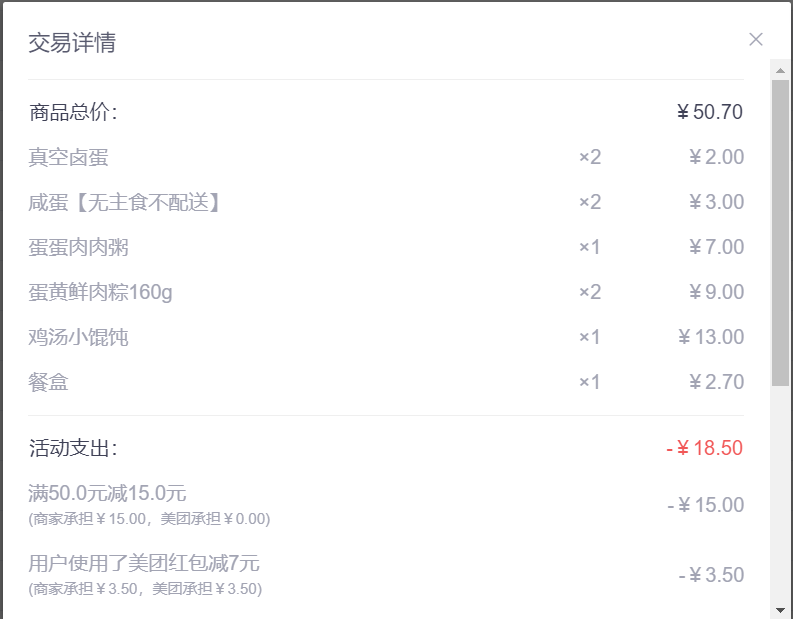 交易详情
商品总价： ￥50.70
真空卤蛋 ×2 ￥2.00
咸蛋【无主食不配送】 ×2 ￥3.00
蛋蛋肉肉粥 ×1 ￥7.00
蛋黄鲜肉粽160g ×2 ￥9.00
鸡汤小馄饨 ×1 ￥13.00
餐盒 ×1 ￥2.70
活动支出： -￥18.50
满50.0元减15.0元
(商家承担￥15.00，美团承担￥0.00) -￥15.00
用户使用了美团红包减7元
(商家承担￥3.50，美团承担￥3.50) -￥3.50